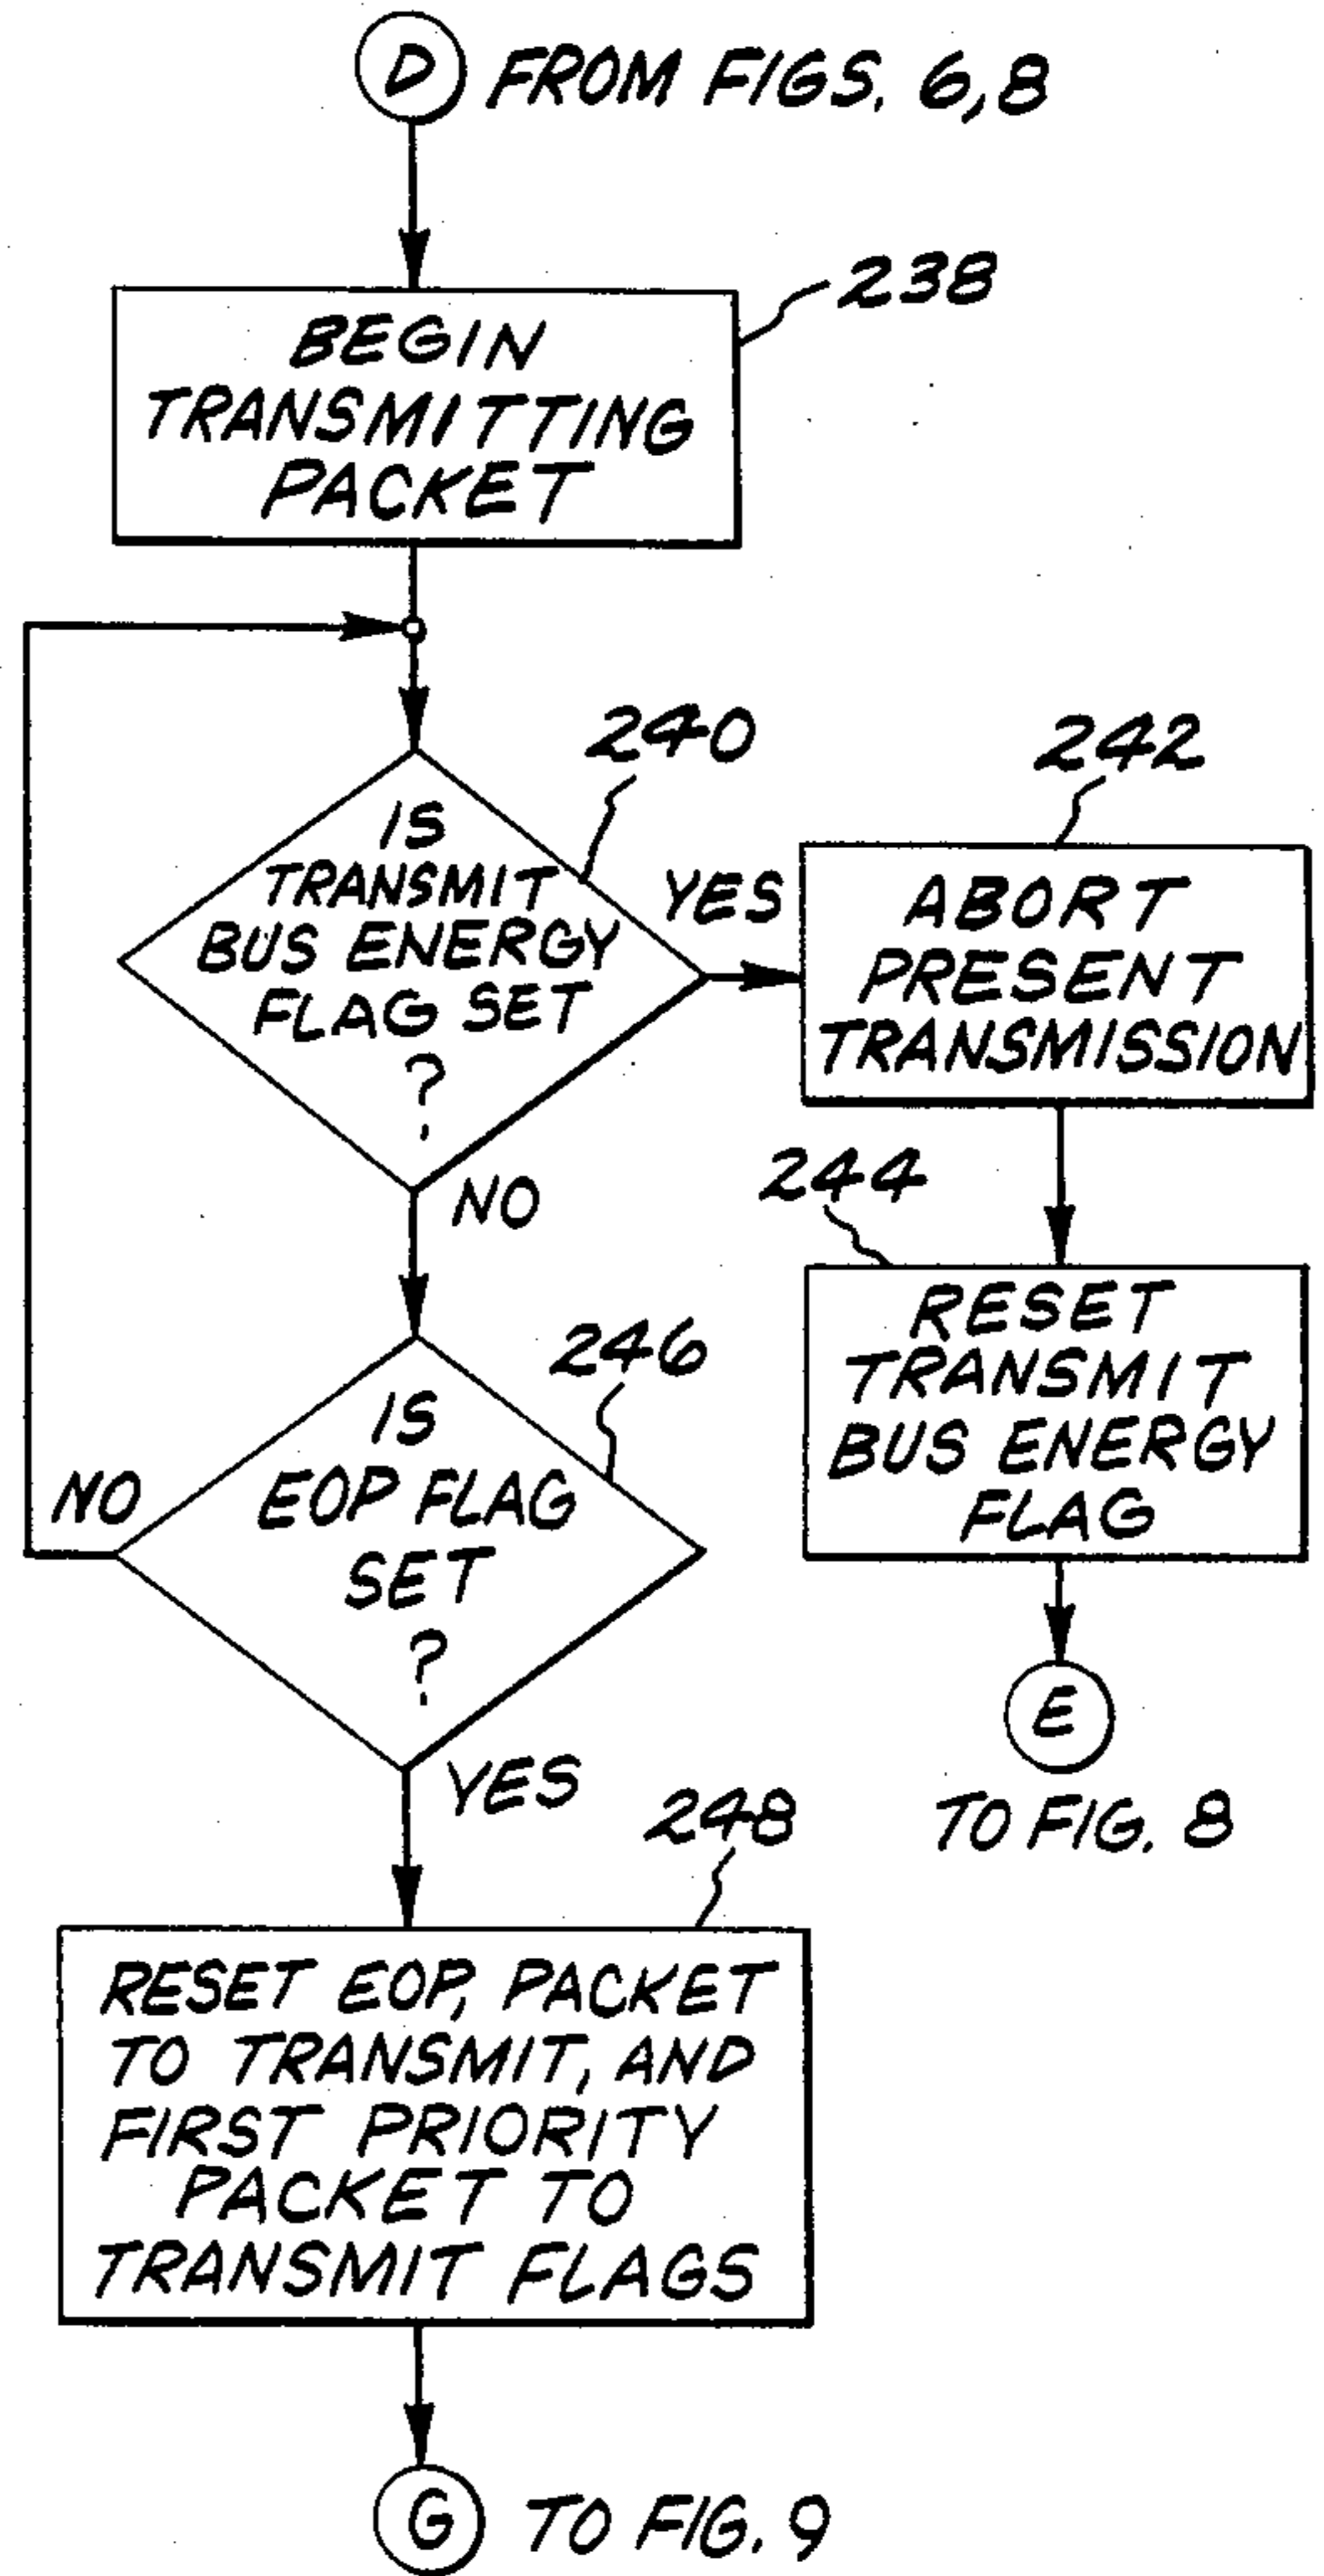 D FROM FIGS. 6,8
238
BEGIN
TRANSMITTING
PACKET
240
IS
TRANSMIT
BUS ENERGY
FLAG SET
?
YES
NO
242
ABORT
PRESENT
TRANSMISSION
244
RESET
TRANSMIT
BUS ENERGY
FLAG
E
TO FIG. 8
246
IS
EOP FLAG
SET
?
NO
YES
248
RESET EOP, PACKET
TO TRANSMIT, AND
FIRST PRIORITY
PACKET TO
TRANSMIT FLAGS
G TO FIG. 9